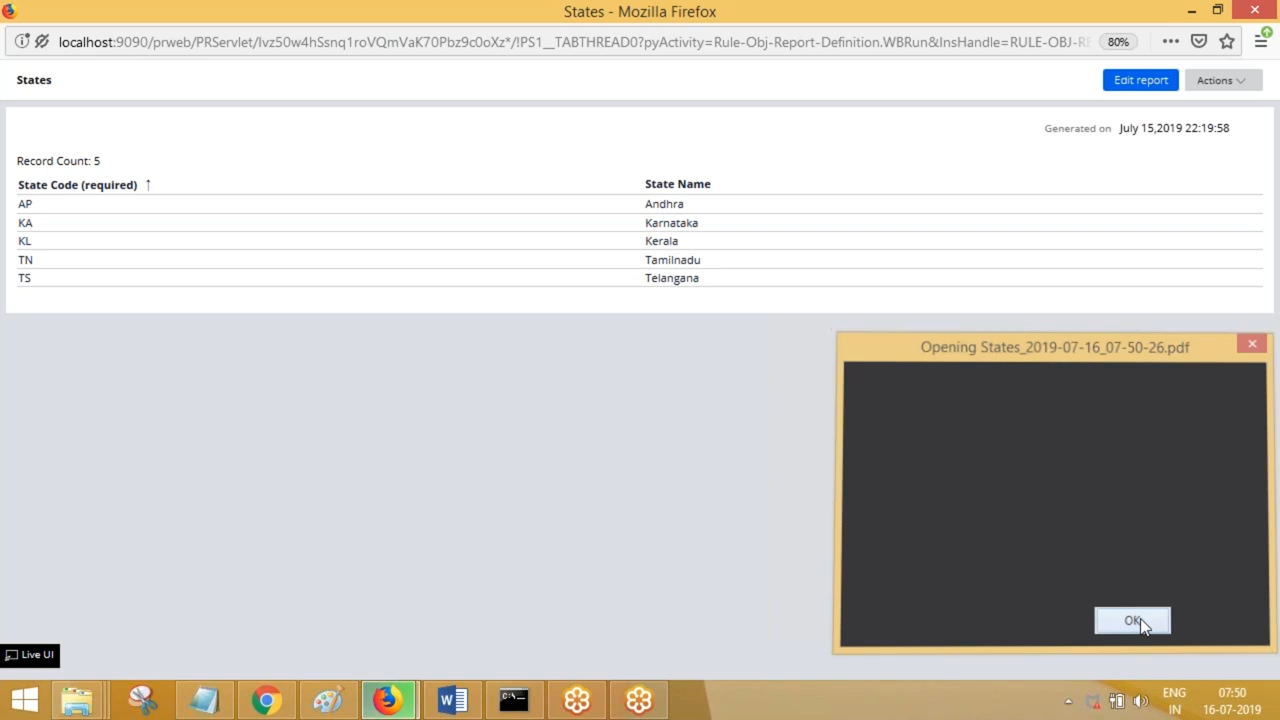 States - Mozilla Firefox
localhost:9090/prweb/PRServlet/Ivz50w4hSsnq1roVQmVaK70Pbz9c0oXz*/!PS1__TABTHREAD0?pyActivity=Rule-Obj-Report-Definition.WBRun&InsHandle=RULE-OBJ-RE 80%
States
Edit report
Actions
Generated on July 15,2019 22:19:58
Record Count: 5
State Code (required) ↑ State Name
AP Andhra
KA Karnataka
KL Kerala
TN Tamilnadu
TS Telangana
Opening States_2019-07-16_07-50-26.pdf
OK
Live UI
ENG 07:50
IN 16-07-2019